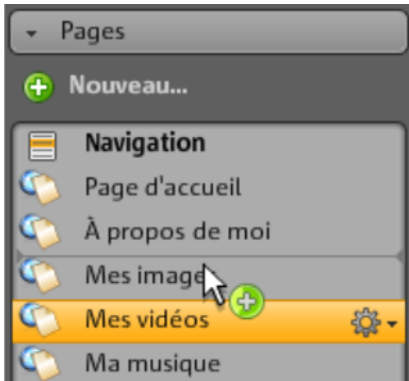 Pages
Nouveau...
Navigation
Page d'accueil
À propos de moi
Mes images
Mes vidéos
Ma musique